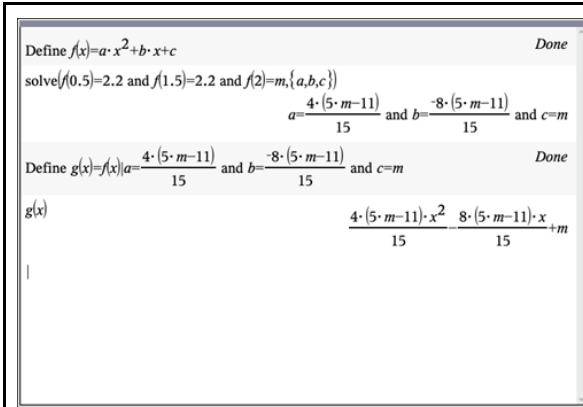 Define f(x)=a·x²+b·x+c
Done
solve(f(0.5)=2.2 and f(1.5)=2.2 and f(2)=m,{a,b,c})
a=4·(5·m−11)/15 and b=-8·(5·m−11)/15 and c=m
Define g(x)=f(x)|a=4·(5·m−11)/15 and b=-8·(5·m−11)/15 and c=m
Done
g(x)
4·(5·m−11)·x²/15−8·(5·m−11)·x/15+m